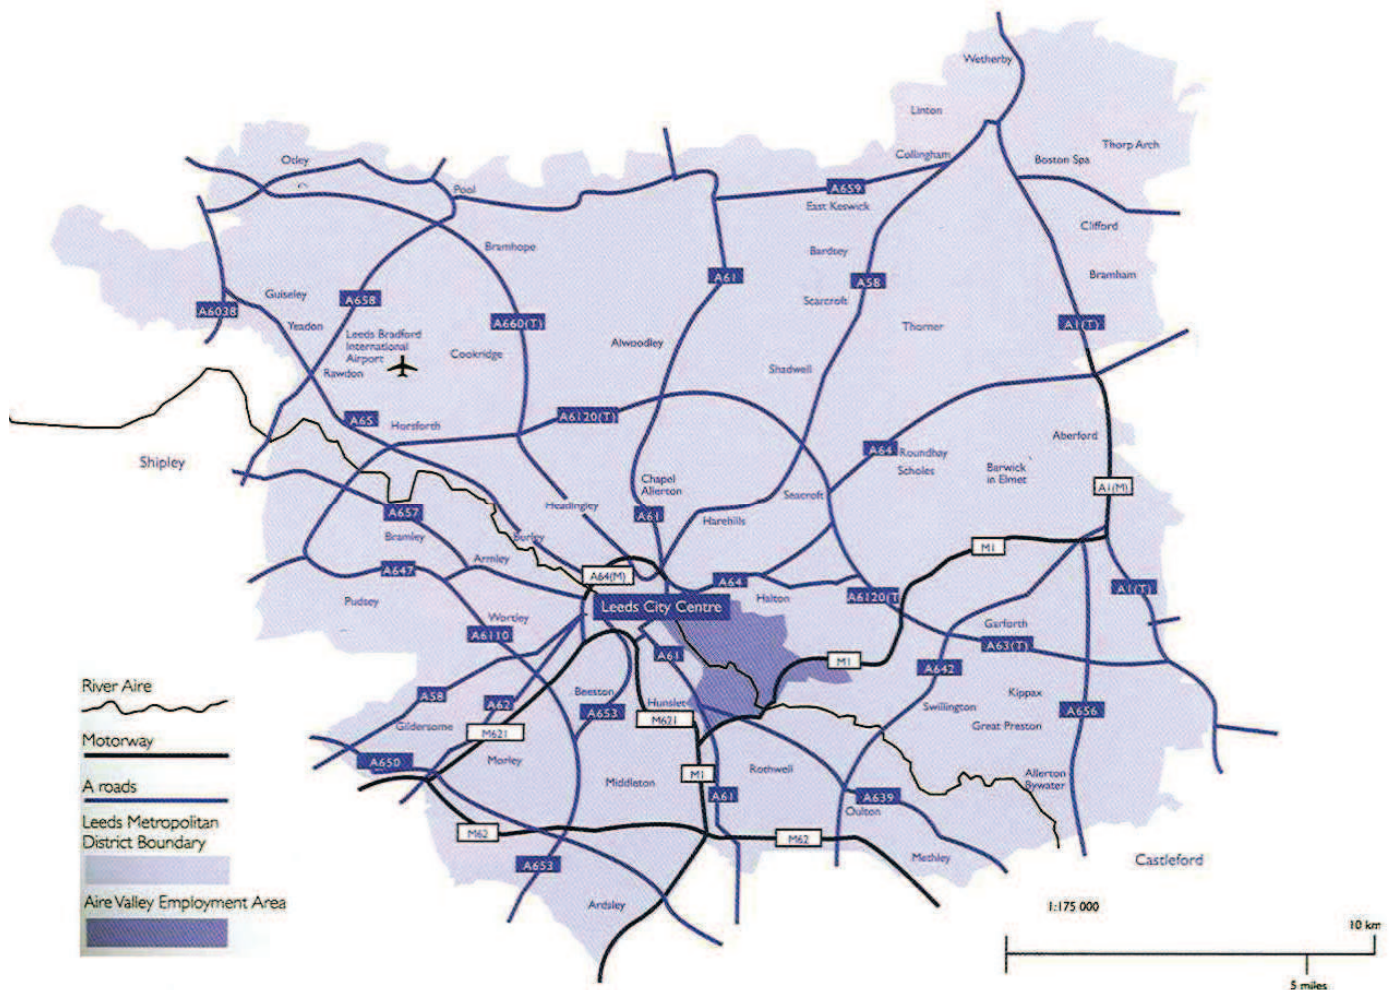 Wetherby
Linton
Thorp Arch
Collingham
Boston Spa
Otley
Pool
A659
East Keswick
Clifford
Bramhope
Bardsey
A61
A58
Bramham
Guiseley
A658
Scarcroft
A6038
Yeadon
A660(T)
Thorner
A1(T)
Leeds Bradford
International
Airport
Cookridge
Alwoodley
Shadwell
Rawdon
A65
Horsforth
A6120(T)
Aberford
A64
Roundhay
Scholes
Shipley
Barwick
in Elmet
Chapel
Allerton
A1(M)
Seacroft
Headingley
A657
A61
Harehills
Bramley
Burley
M1
Armley
A647
A64(M)
A64
A1(T)
Pudsey
Leeds City Centre
Halton
A6120(T)
Wortley
Garforth
A6110
A63(T)
A61
M1
A642
River Aire
A58
Beeston
Kippax
A62
Hunslet
Swillington
A656
A653
M621
Great Preston
Gildersome
M621
Motorway
A650
Morley
Middleton
M1
Rothwell
Allerton
Bywater
A roads
A61
A639
Oulton
Leeds Metropolitan
District Boundary
M62
M62
A653
Methley
Castleford
Aire Valley Employment Area
Ardsley
1:175 000
10 km
5 miles